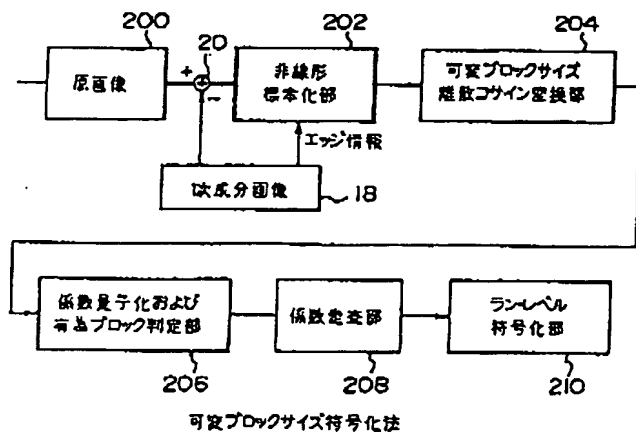 200
20
202
204
原画像
+
-
非線形
標本化部
可変ブロックサイズ
離散コサイン変換部
エッジ情報
1次成分画像
18
係数量子化および
有為ブロック判定部
係数走査部
ラン-レベル
符号化部
206
208
210
可変ブロックサイズ符号化法